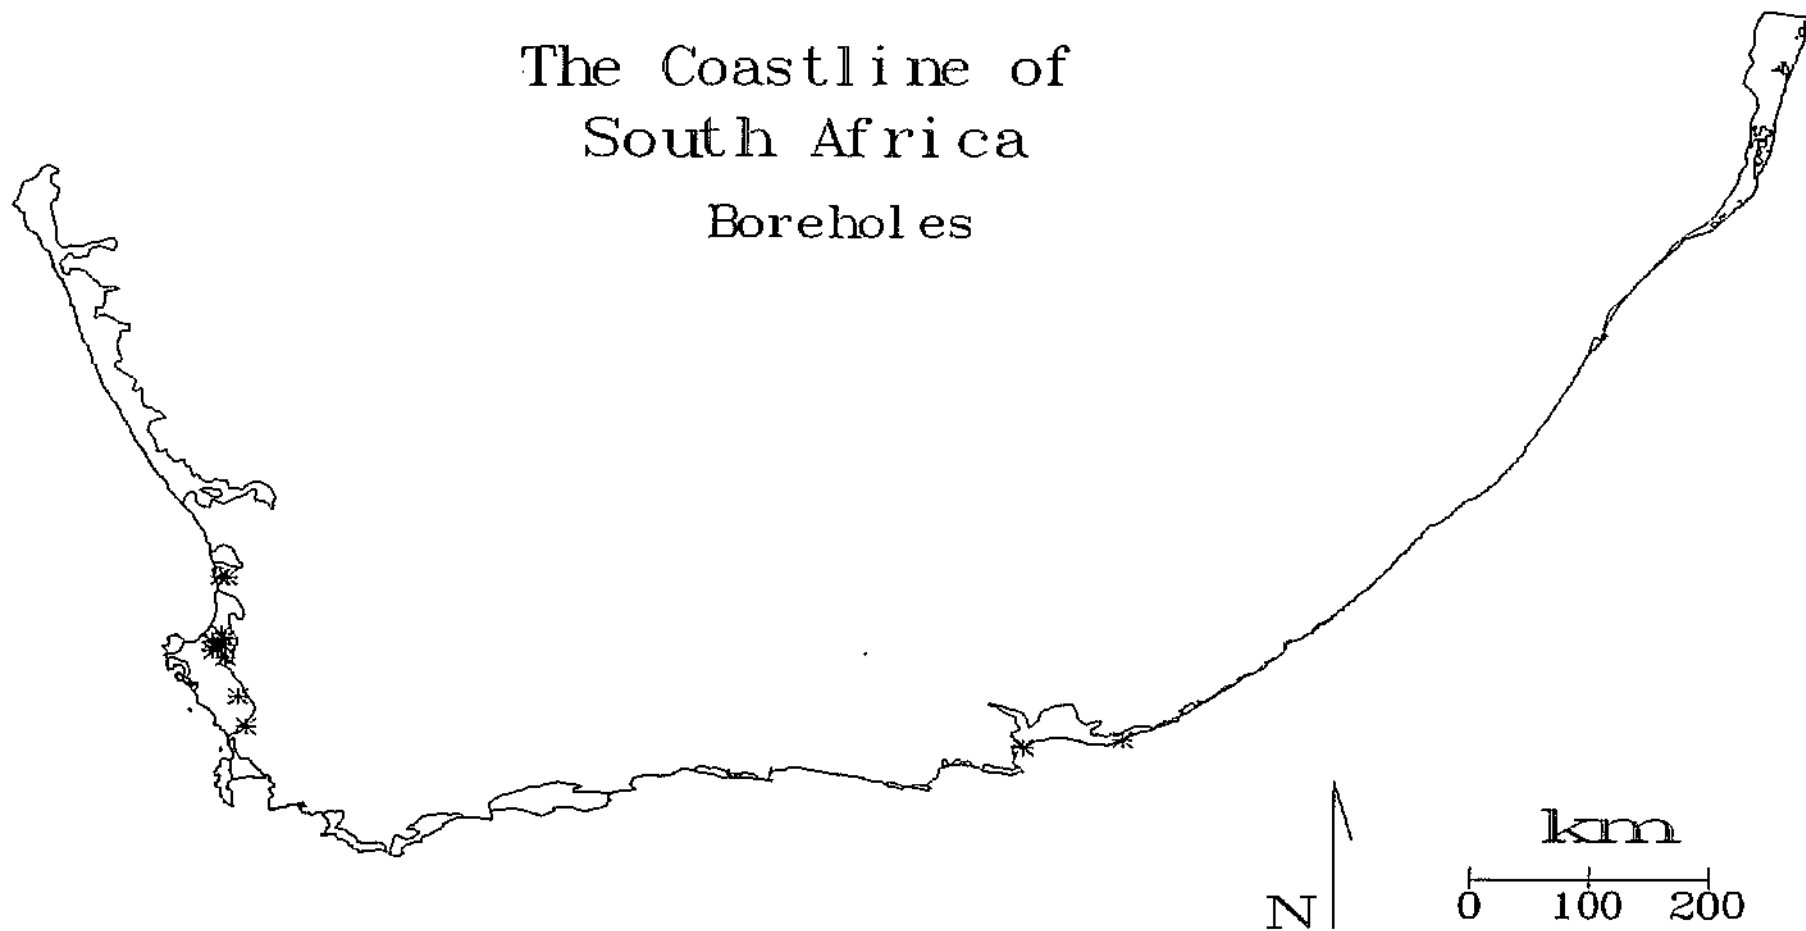 The Coastline of
South Africa
Boreholes
km
N
0 100 200